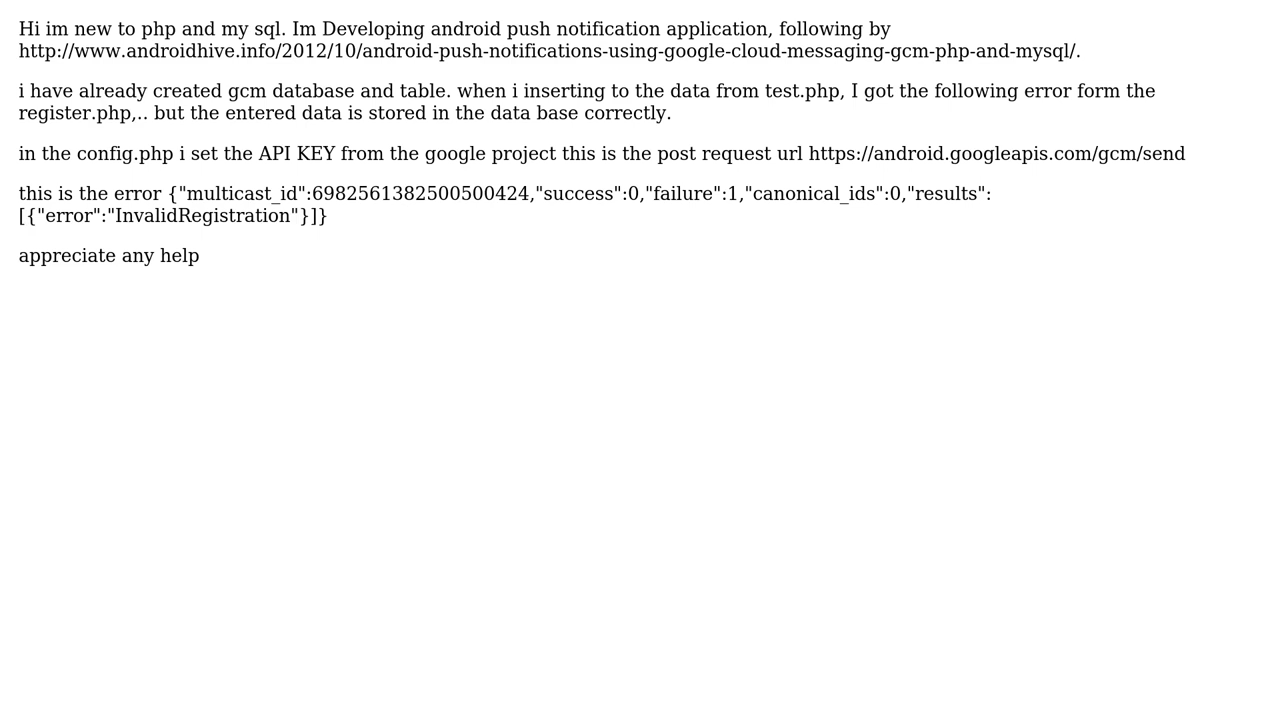 Hi im new to php and my sql. Im Developing android push notification application, following by
http://www.androidhive.info/2012/10/android-push-notifications-using-google-cloud-messaging-gcm-php-and-mysql/.
i have already created gcm database and table. when i inserting to the data from test.php, I got the following error form the
register.php,.. but the entered data is stored in the data base correctly.
in the config.php i set the API KEY from the google project this is the post request url https://android.googleapis.com/gcm/send
this is the error {"multicast_id":6982561382500500424,"success":0,"failure":1,"canonical_ids":0,"results":
[{"error":"InvalidRegistration"}]}
appreciate any help